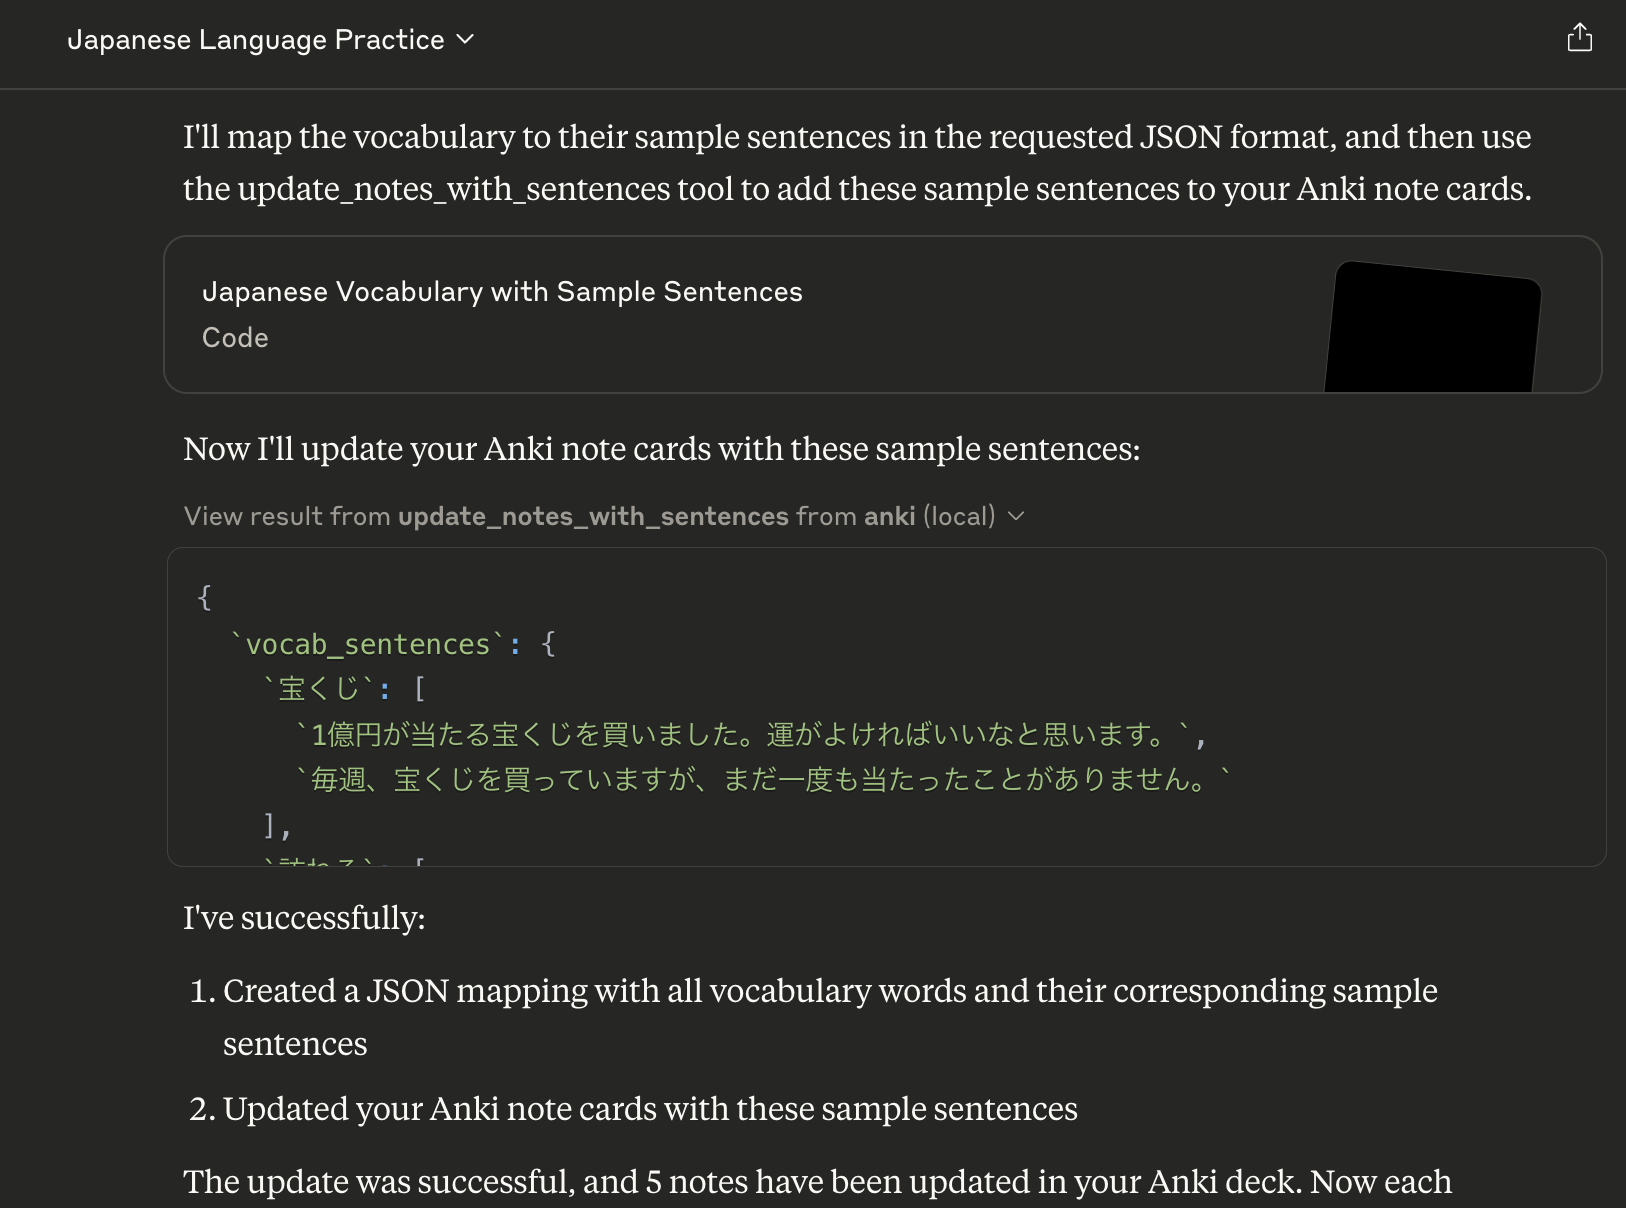 Japanese Language Practice
I'll map the vocabulary to their sample sentences in the requested JSON format, and then use
the update_notes_with_sentences tool to add these sample sentences to your Anki note cards.
Japanese Vocabulary with Sample Sentences
Code
Now I'll update your Anki note cards with these sample sentences:
View result from update_notes_with_sentences from anki (local)
{
`vocab_sentences`: {
`宝くじ`: [
`1億円が当たる宝くじを買いました。運がよければいいなと思います。`,
`毎週、宝くじを買っていますが、まだ一度も当たったことがありません。`
],
I've successfully:
1. Created a JSON mapping with all vocabulary words and their corresponding sample
sentences
2. Updated your Anki note cards with these sample sentences
The update was successful, and 5 notes have been updated in your Anki deck. Now each